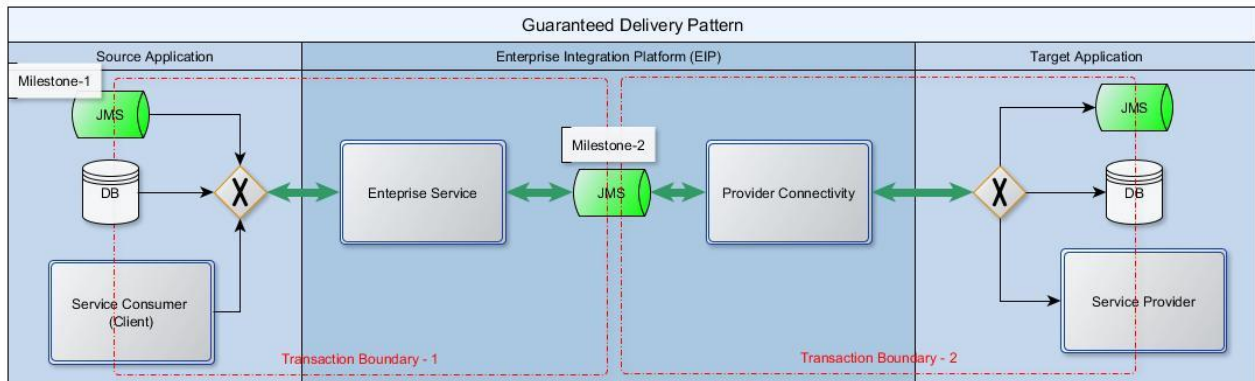 Guaranteed Delivery Pattern
Source Application
Enterprise Integration Platform (EIP)
Target Application
Milestone-1
JMS
DB
X
Service Consumer
(Client)
Enteprise Service
Milestone-2
JMS
Provider Connectivity
X
JMS
DB
Service Provider
Transaction Boundary - 1
Transaction Boundary - 2